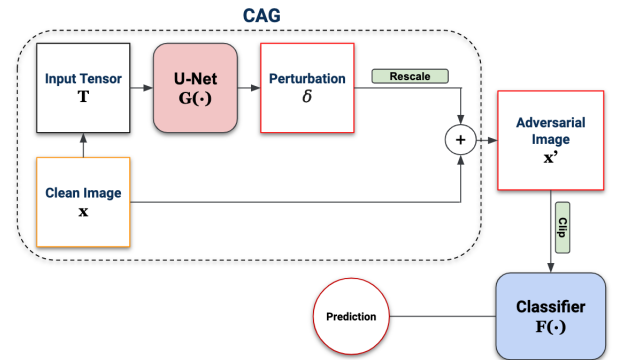 CAG
Input Tensor
T
U-Net
G(·)
Perturbation
δ
Rescale
+
Adversarial
Image
x’
Clean Image
x
Clip
Classifier
F(·)
Prediction